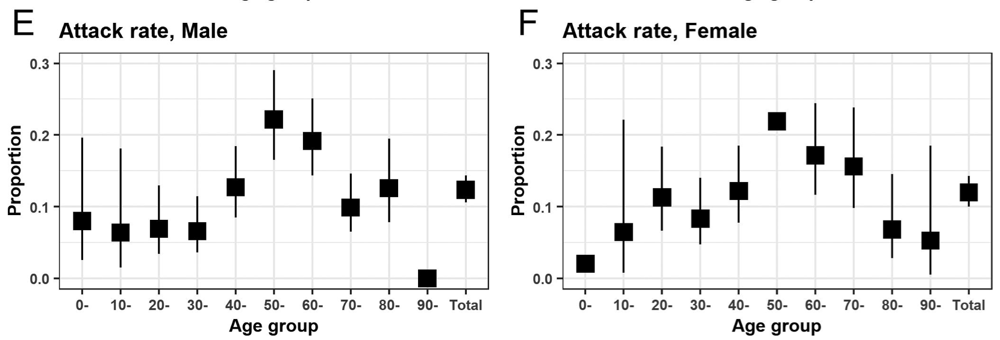 E
Attack rate, Male
0.3
0.2
0.1
0.0
Proportion
0- 10- 20- 30- 40- 50- 60- 70- 80- 90- Total
Age group
F
Attack rate, Female
0.3
0.2
0.1
0.0
Proportion
0- 10- 20- 30- 40- 50- 60- 70- 80- 90- Total
Age group